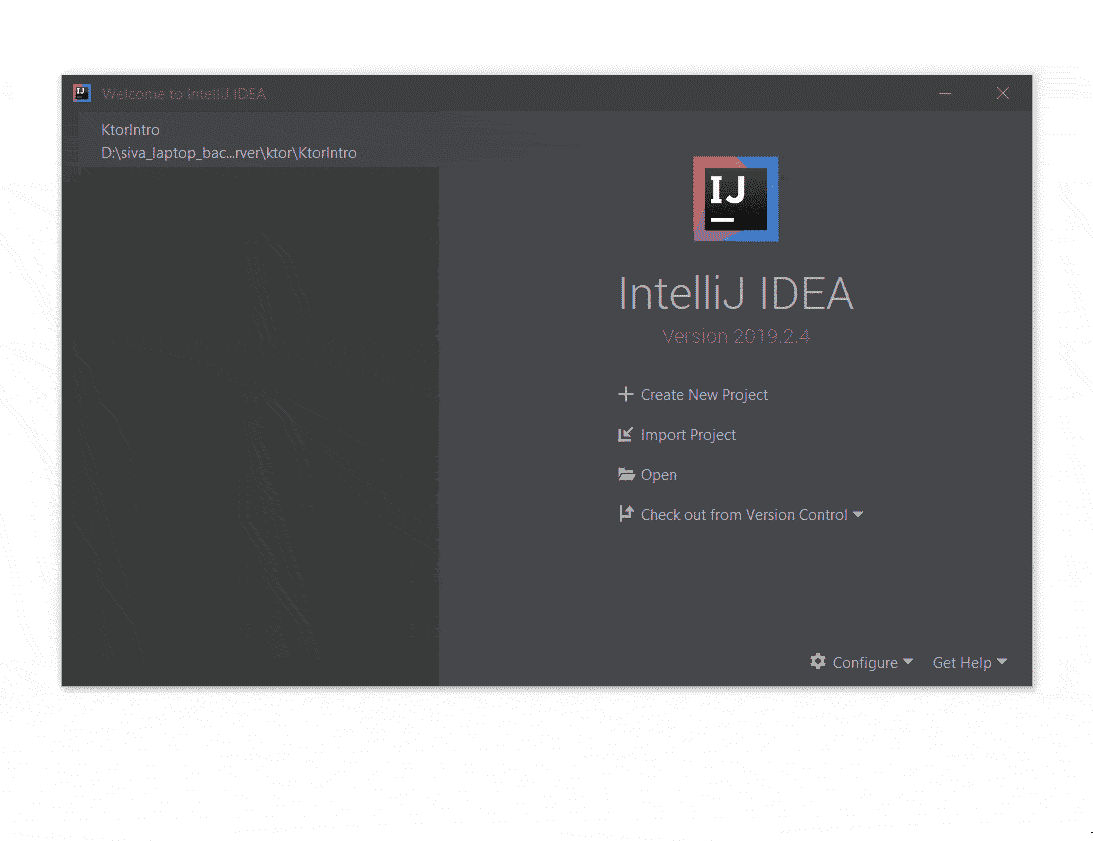 Welcome to IntelliJ IDEA
KtorIntro
D:\siva_laptop_bac...rver\ktor\KtorIntro
IJ
IntelliJ IDEA
Version 2019.2.4
Create New Project
Import Project
Open
Check out from Version Control
Configure
Get Help